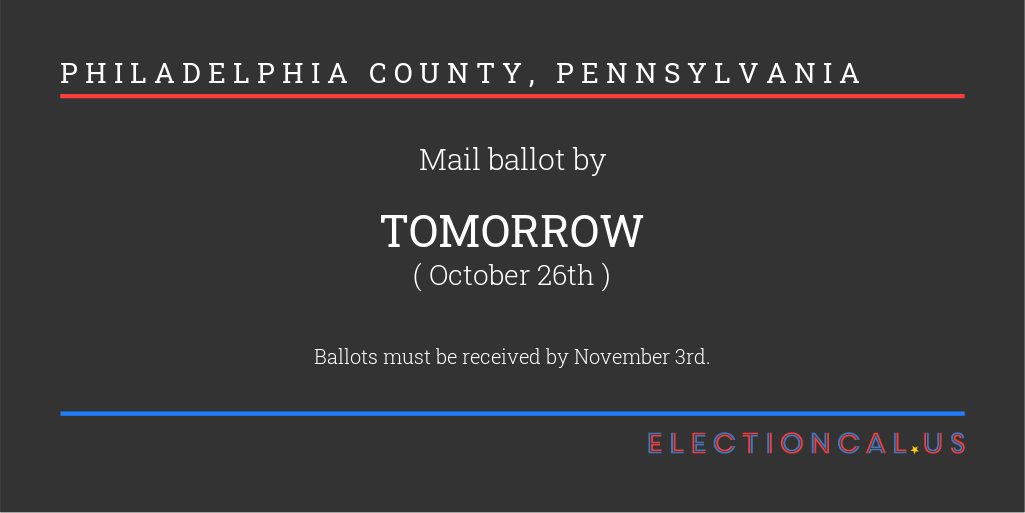 PHILADELPHIA COUNTY, PENNSYLVANIA
Mail ballot by
TOMORROW
( October 26th )
Ballots must be received by November 3rd.
ELECTIONCAL.US